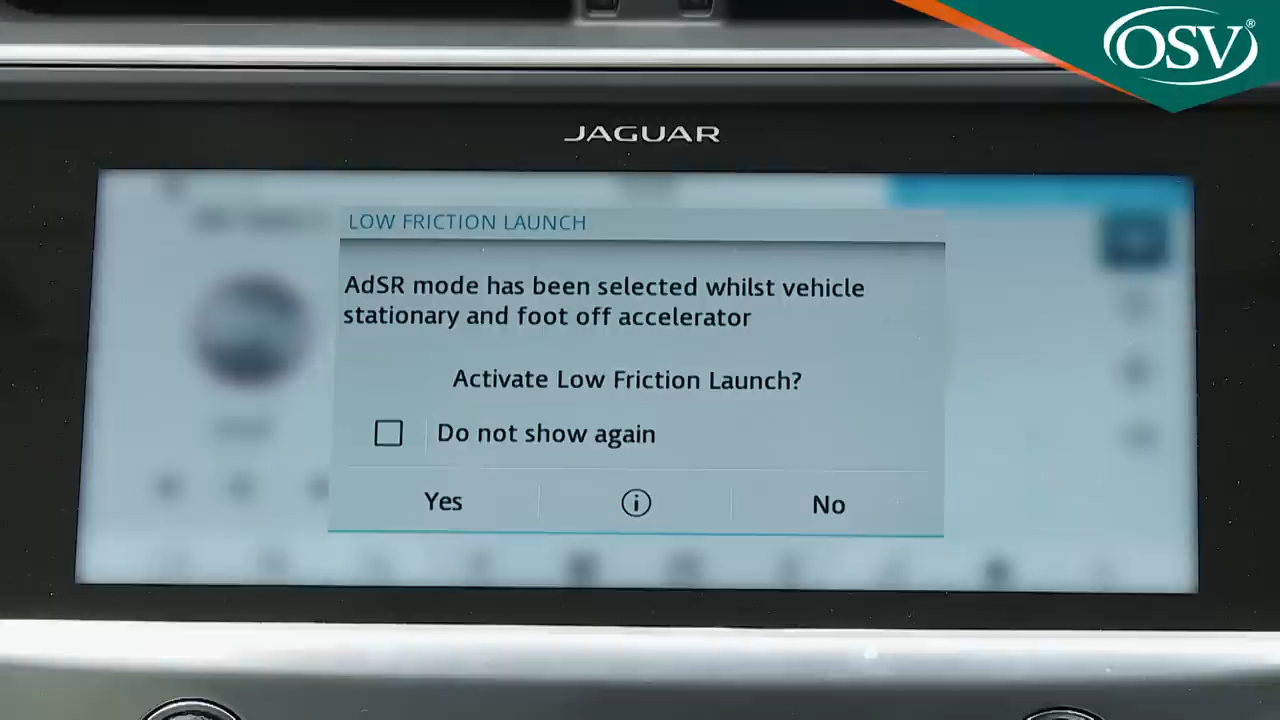 OSV®
JAGUAR
LOW FRICTION LAUNCH
AdSR mode has been selected whilst vehicle
stationary and foot off accelerator
Activate Low Friction Launch?
Do not show again
Yes
No